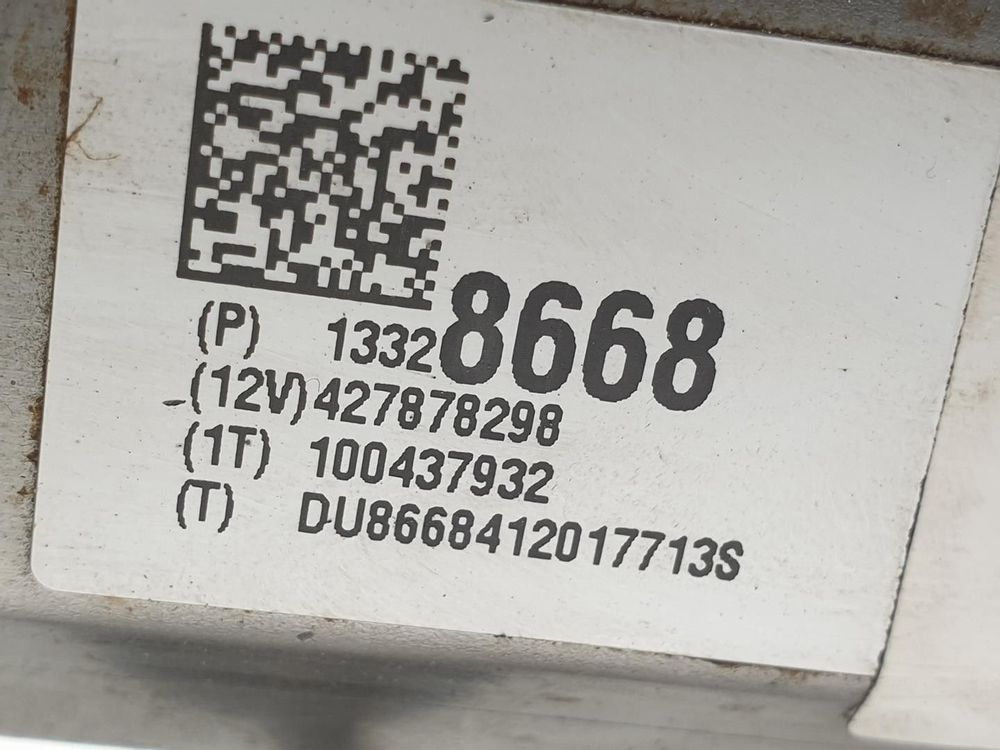 (P) 13328668
(12V)427878298
(1T) 100437932
(T) DU8668412017713S